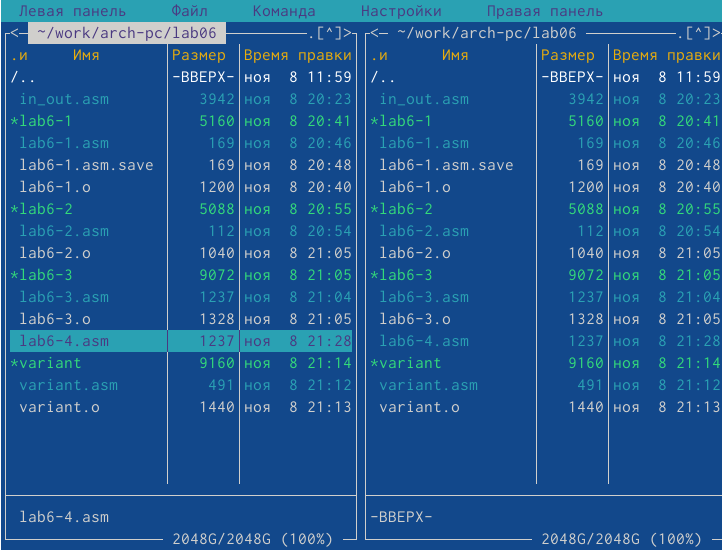 Левая панель Файл Команда Настройки Правая панель
<─ ~/work/arch-pc/lab06 ─.[^]> <─ ~/work/arch-pc/lab06 ─.[^]>
.и Имя Размер Время правки .и Имя Размер Время правки
/.. -ВВЕРХ- ноя 8 11:59 /.. -ВВЕРХ- ноя 8 11:59
in_out.asm 3942 ноя 8 20:23 in_out.asm 3942 ноя 8 20:23
*lab6-1 5160 ноя 8 20:41 *lab6-1 5160 ноя 8 20:41
lab6-1.asm 169 ноя 8 20:46 lab6-1.asm 169 ноя 8 20:46
lab6-1.asm.save 169 ноя 8 20:48 lab6-1.asm.save 169 ноя 8 20:48
lab6-1.o 1200 ноя 8 20:40 lab6-1.o 1200 ноя 8 20:40
*lab6-2 5088 ноя 8 20:55 *lab6-2 5088 ноя 8 20:55
lab6-2.asm 112 ноя 8 20:54 lab6-2.asm 112 ноя 8 20:54
lab6-2.o 1040 ноя 8 21:05 lab6-2.o 1040 ноя 8 21:05
*lab6-3 9072 ноя 8 21:05 *lab6-3 9072 ноя 8 21:05
lab6-3.asm 1237 ноя 8 21:04 lab6-3.asm 1237 ноя 8 21:04
lab6-3.o 1328 ноя 8 21:05 lab6-3.o 1328 ноя 8 21:05
lab6-4.asm 1237 ноя 8 21:28 lab6-4.asm 1237 ноя 8 21:28
*variant 9160 ноя 8 21:14 *variant 9160 ноя 8 21:14
variant.asm 491 ноя 8 21:12 variant.asm 491 ноя 8 21:12
variant.o 1440 ноя 8 21:13 variant.o 1440 ноя 8 21:13
lab6-4.asm -ВВЕРХ-
2048G/2048G (100%) 2048G/2048G (100%)